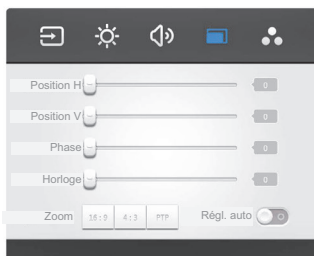 Position H 0
Position V 0
Phase 0
Horloge 0
Zoom 16:9 4:3 PTP Régl. auto